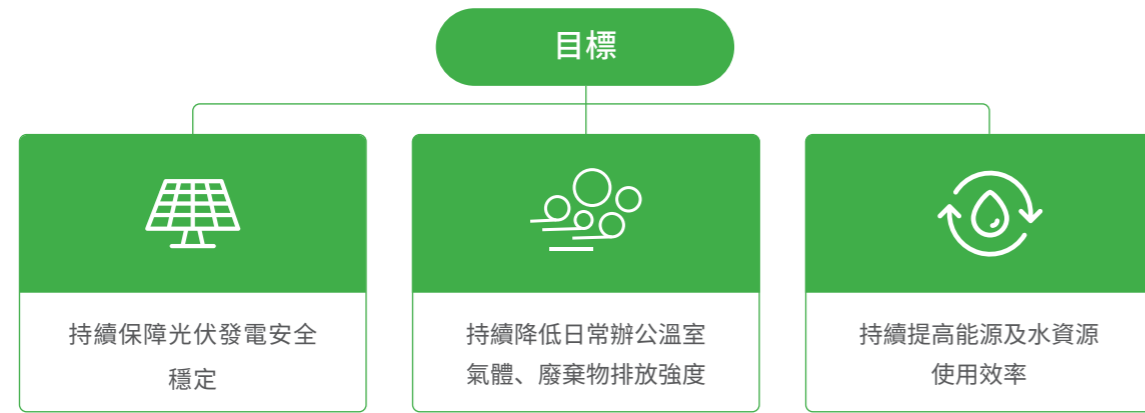 目標
持續保障光伏發電安全
穩定
持續降低日常辦公溫室
氣體、廢棄物排放強度
持續提高能源及水資源
使用效率